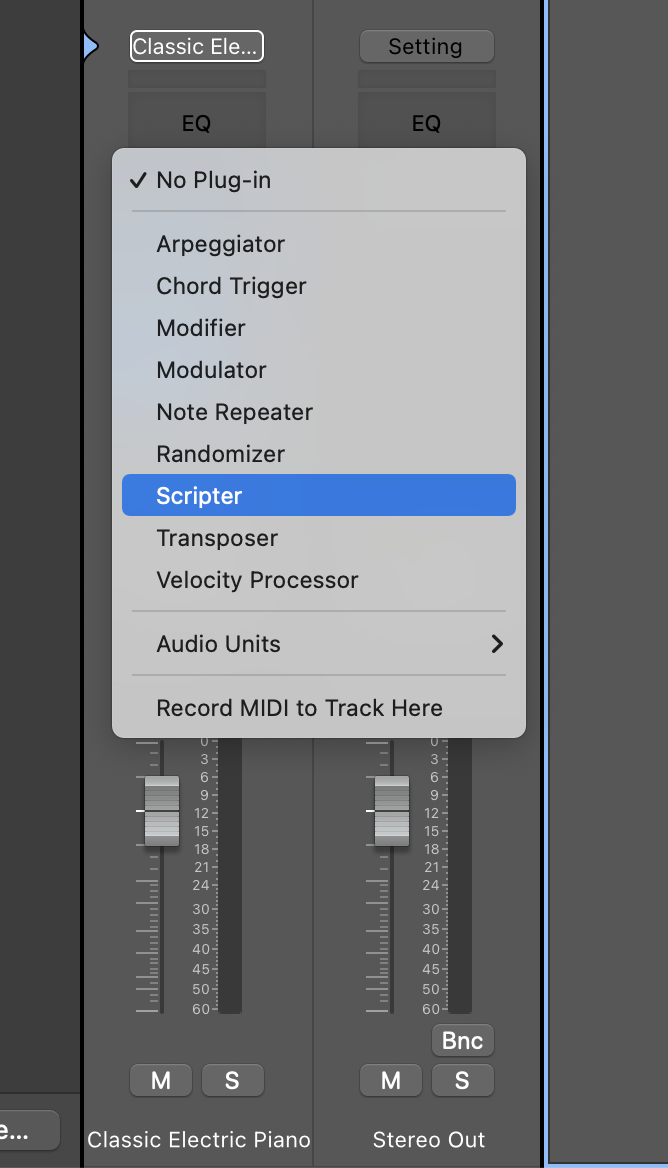 Classic Ele...
Setting
EQ
EQ
✓ No Plug-in
Arpeggiator
Chord Trigger
Modifier
Modulator
Note Repeater
Randomizer
Scripter
Transposer
Velocity Processor
Audio Units
Record MIDI to Track Here
0
3
6
9
12
15
18
21
24
30
35
40
45
50
60
0
3
6
9
12
15
18
21
24
30
35
40
45
50
60
Bnc
M S
M S
e...
Classic Electric Piano
Stereo Out